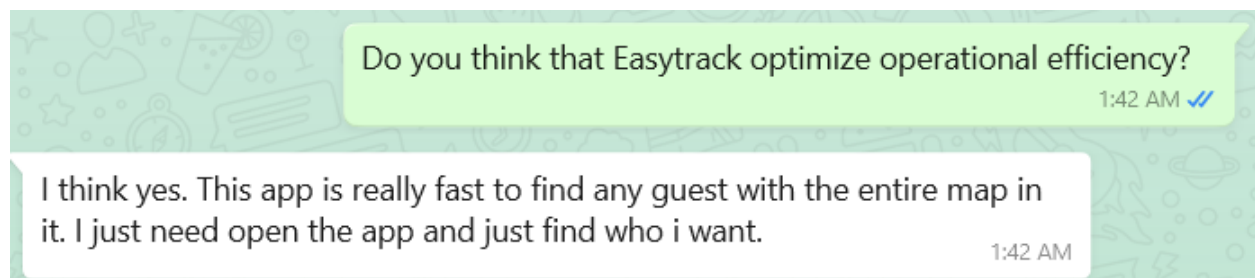 Do you think that Easytrack optimize operational efficiency?
1:42 AM
I think yes. This app is really fast to find any guest with the entire map in
it. I just need open the app and just find who i want.
1:42 AM